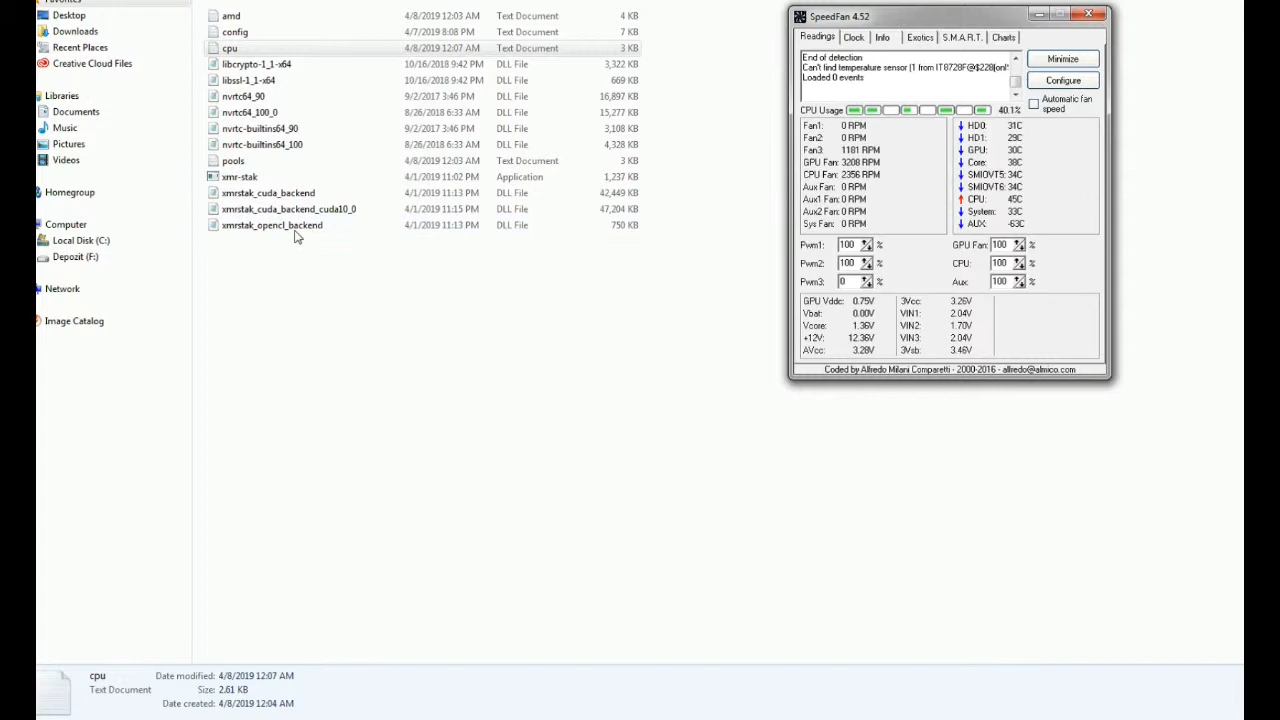 Favorites
Desktop
Downloads
Recent Places
Creative Cloud Files
Libraries
Documents
Music
Pictures
Videos
Homegroup
Computer
Local Disk (C:)
Depozit (F:)
Network
Image Catalog
amd 4/8/2019 12:03 AM Text Document 4 KB
config 4/7/2019 8:08 PM Text Document 7 KB
cpu 4/8/2019 12:07 AM Text Document 3 KB
libcrypto-1_1-x64 10/16/2018 9:42 PM DLL File 3,322 KB
libssl-1_1-x64 10/16/2018 9:42 PM DLL File 669 KB
nvrtc64_90 9/2/2017 3:46 PM DLL File 16,897 KB
nvrtc64_100_0 8/26/2018 6:33 AM DLL File 15,277 KB
nvrtc-builtins64_90 9/2/2017 3:46 PM DLL File 3,108 KB
nvrtc-builtins64_100 8/26/2018 6:33 AM DLL File 4,328 KB
pools 4/8/2019 12:03 AM Text Document 3 KB
xmr-stak 4/1/2019 11:02 PM Application 1,237 KB
xmrstak_cuda_backend 4/1/2019 11:13 PM DLL File 42,449 KB
xmrstak_cuda_backend_cuda10_0 4/1/2019 11:15 PM DLL File 47,204 KB
xmrstak_opencl_backend 4/1/2019 11:13 PM DLL File 750 KB
SpeedFan 4.52
Readings Clock Info Exotics S.M.A.R.T. Charts
End of detection
Can't find temperature sensor [1 from IT8728F@$228(onl
Loaded 0 events
Minimize
Configure
Automatic fan speed
CPU Usage 40.1%
Fan1: 0 RPM
Fan2: 0 RPM
Fan3: 1181 RPM
GPU Fan: 3208 RPM
CPU Fan: 2356 RPM
Aux Fan: 0 RPM
Aux1 Fan: 0 RPM
Aux2 Fan: 0 RPM
Sys Fan: 0 RPM
HD0: 31C
HD1: 29C
GPU: 30C
Core: 38C
SMIOVT5: 34C
SMIOVT6: 34C
CPU: 45C
System: 33C
AUX: -63C
Pwm1: 100 % GPU Fan: 100 %
Pwm2: 100 % CPU: 100 %
Pwm3: 0 % Aux: 100 %
GPU Vddc: 0.75V 3Vcc: 3.26V
Vbat: 0.00V VIN1: 2.04V
Vcore: 1.36V VIN2: 1.70V
+12V: 12.36V VIN3: 2.04V
AVcc: 3.28V 3Vsb: 3.46V
Coded by Alfredo Milani Comparetti - 2000-2016 - alfredo@almico.com
cpu Date modified: 4/8/2019 12:07 AM
Text Document Size: 2.61 KB
Date created: 4/8/2019 12:04 AM